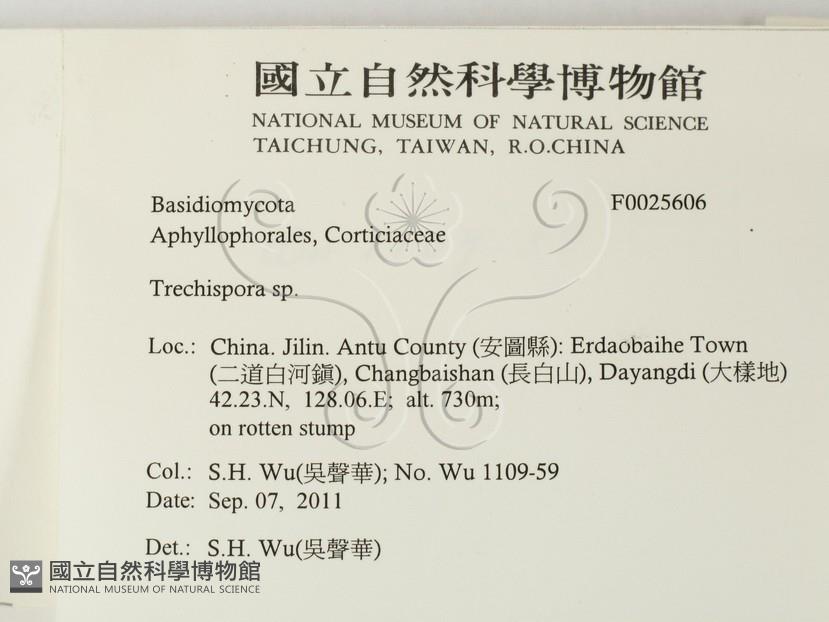 國立自然科學博物館
NATIONAL MUSEUM OF NATURAL SCIENCE
TAICHUNG, TAIWAN, R.O.CHINA
Basidiomycota F0025606
Aphyllophorales, Corticiaceae
Trechispora sp.
Loc.: China. Jilin. Antu County (安圖縣): Erdaobaihe Town
(二道白河鎭), Changbaishan (長白山), Dayangdi (大樣地)
42.23.N, 128.06.E; alt. 730m;
on rotten stump
Col.: S.H. Wu(吳聲華); No. Wu 1109-59
Date: Sep. 07, 2011
Det.: S.H. Wu(吳聲華)
國立自然科學博物館
NATIONAL MUSEUM OF NATURAL SCIENCE